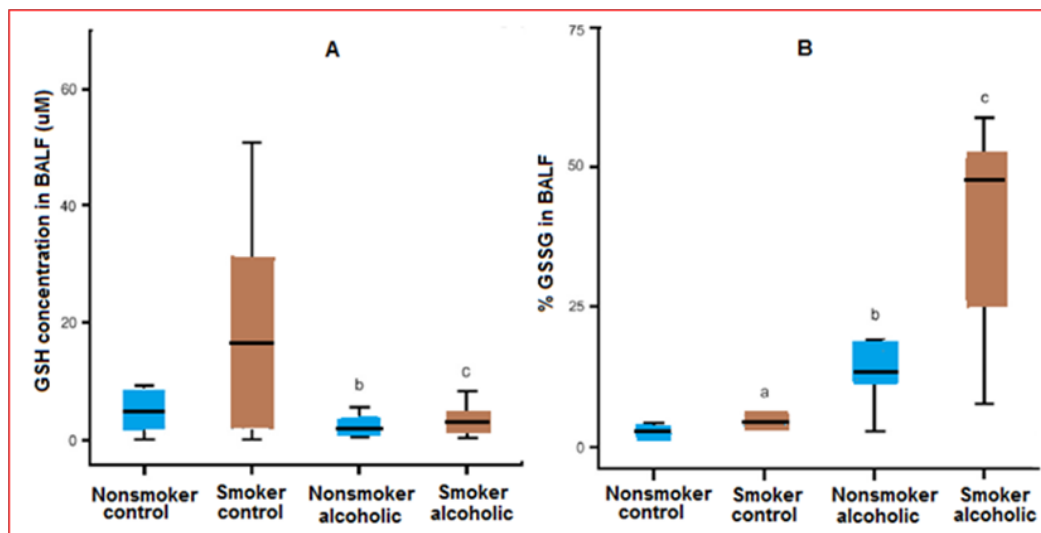 A
GSH concentration in BALF (uM)
60
40
20
0
b
c
Nonsmoker control
Smoker control
Nonsmoker alcoholic
Smoker alcoholic
B
% GSSG in BALF
75
50
25
0
a
b
c
Nonsmoker control
Smoker control
Nonsmoker alcoholic
Smoker alcoholic